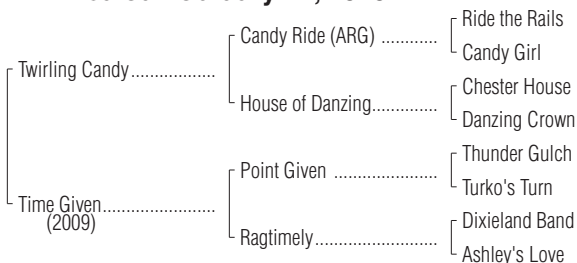 Ride the Rails
Candy Ride (ARG) ............
Candy Girl
Twirling Candy.................
Chester House
House of Danzing..............
Danzing Crown
Thunder Gulch
Point Given ...................
Turko's Turn
Time Given.......................
(2009)
Dixieland Band
Ragtimely.........................
Ashley's Love